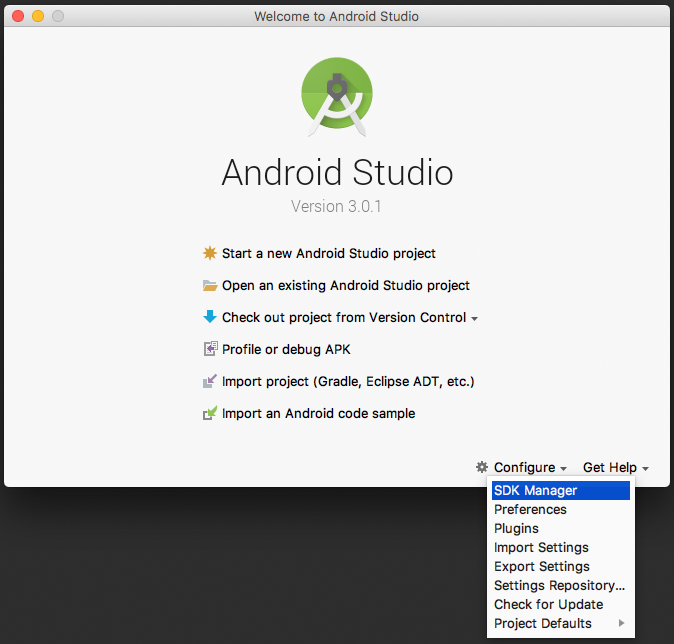 Welcome to Android Studio
Android Studio
Version 3.0.1
Start a new Android Studio project
Open an existing Android Studio project
Check out project from Version Control
Profile or debug APK
Import project (Gradle, Eclipse ADT, etc.)
Import an Android code sample
Configure Get Help
SDK Manager
Preferences
Plugins
Import Settings
Export Settings
Settings Repository...
Check for Update
Project Defaults